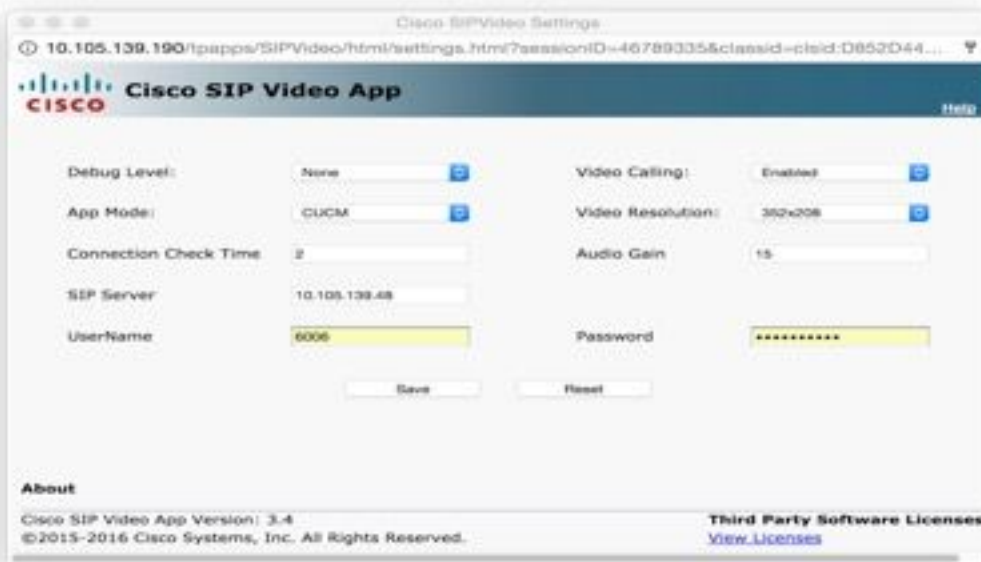 Cisco SIPVideo Settings
10.105.139.190/tpapps/SIPVideo/html/settings.html?sessionID=46789335&classid=clsid:D852D44...
CISCO
Cisco SIP Video App
Help
Debug Level: None
Video Calling: Enabled
App Mode: CUCM
Video Resolution: 352x208
Connection Check Time 2
Audio Gain 15
SIP Server 10.105.139.48
UserName 6006
Password ••••••••••
Save Reset
About
Cisco SIP Video App Version: 3.4
©2015-2016 Cisco Systems, Inc. All Rights Reserved.
Third Party Software Licenses
View Licenses